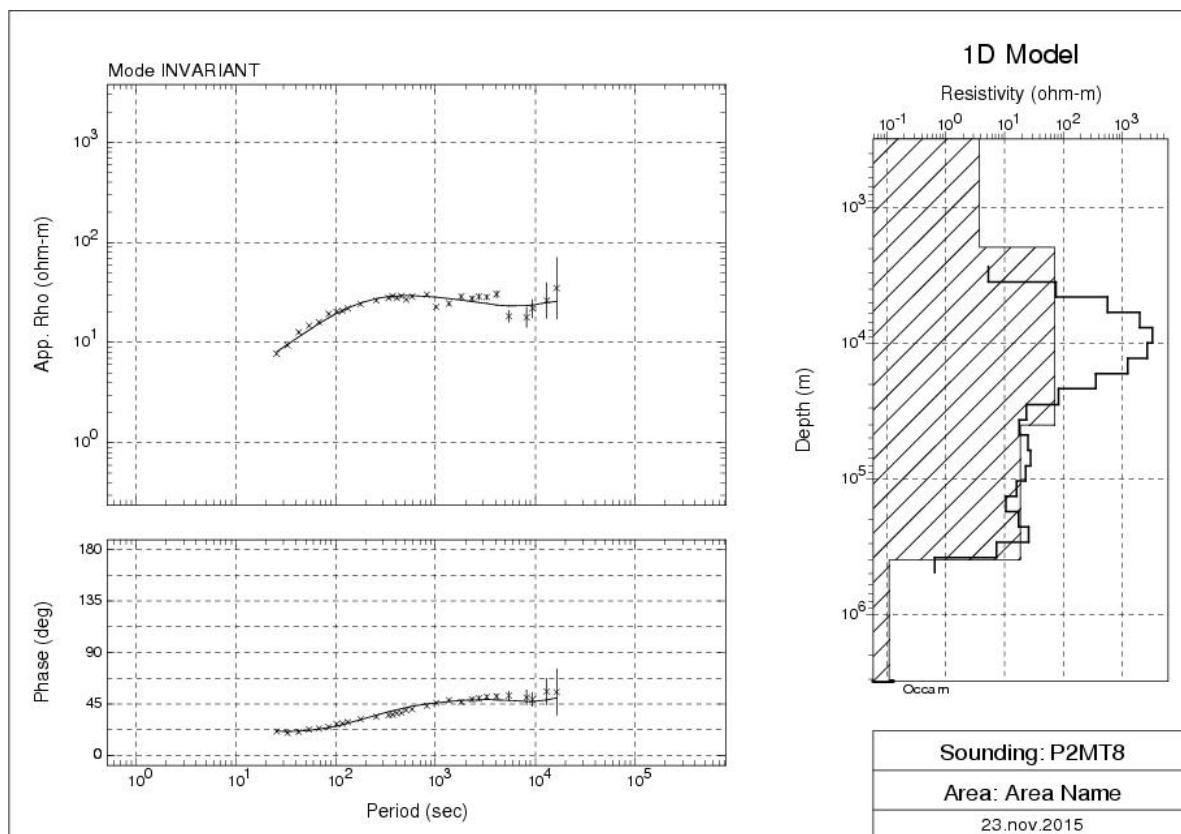 Mode INVARIANT
App. Rho (ohm-m)
10³
10²
10¹
10⁰
Phase (deg)
180
135
90
45
0
10⁰ 10¹ 10² 10³ 10⁴ 10⁵
Period (sec)
1D Model
Resistivity (ohm-m)
10⁻¹ 10⁰ 10¹ 10² 10³
Depth (m)
10³
10⁴
10⁵
10⁶
Occam
Sounding: P2MT8
Area: Area Name
23.nov.2015